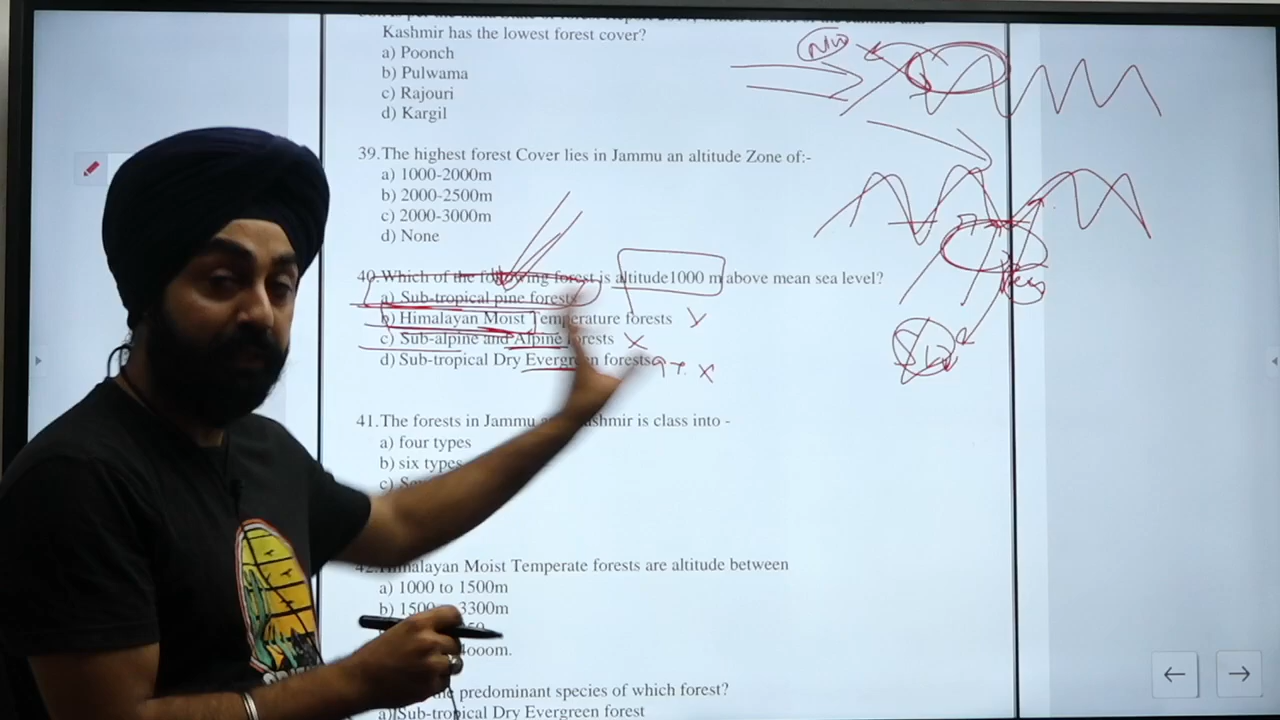 Kashmir has the lowest forest cover?
a) Poonch
b) Pulwama
c) Rajouri
d) Kargil
39.The highest forest Cover lies in Jammu an altitude Zone of:-
a) 1000-2000m
b) 2000-2500m
c) 2000-3000m
d) None
40.Which of the following forest is altitude1000 m above mean sea level?
a) Sub-tropical pine forests
b) Himalayan Moist Temperature forests
c) Sub-alpine and Alpine forests
d) Sub-tropical Dry Evergreen forests
41.The forests in Jammu Kashmir is class into -
a) four types
b) six types
c)
42. Himalayan Moist Temperate forests are altitude between
a) 1000 to 1500m
b) 1500 3300m
4ooom.
predominant species of which forest?
a) Sub-tropical Dry Evergreen forest